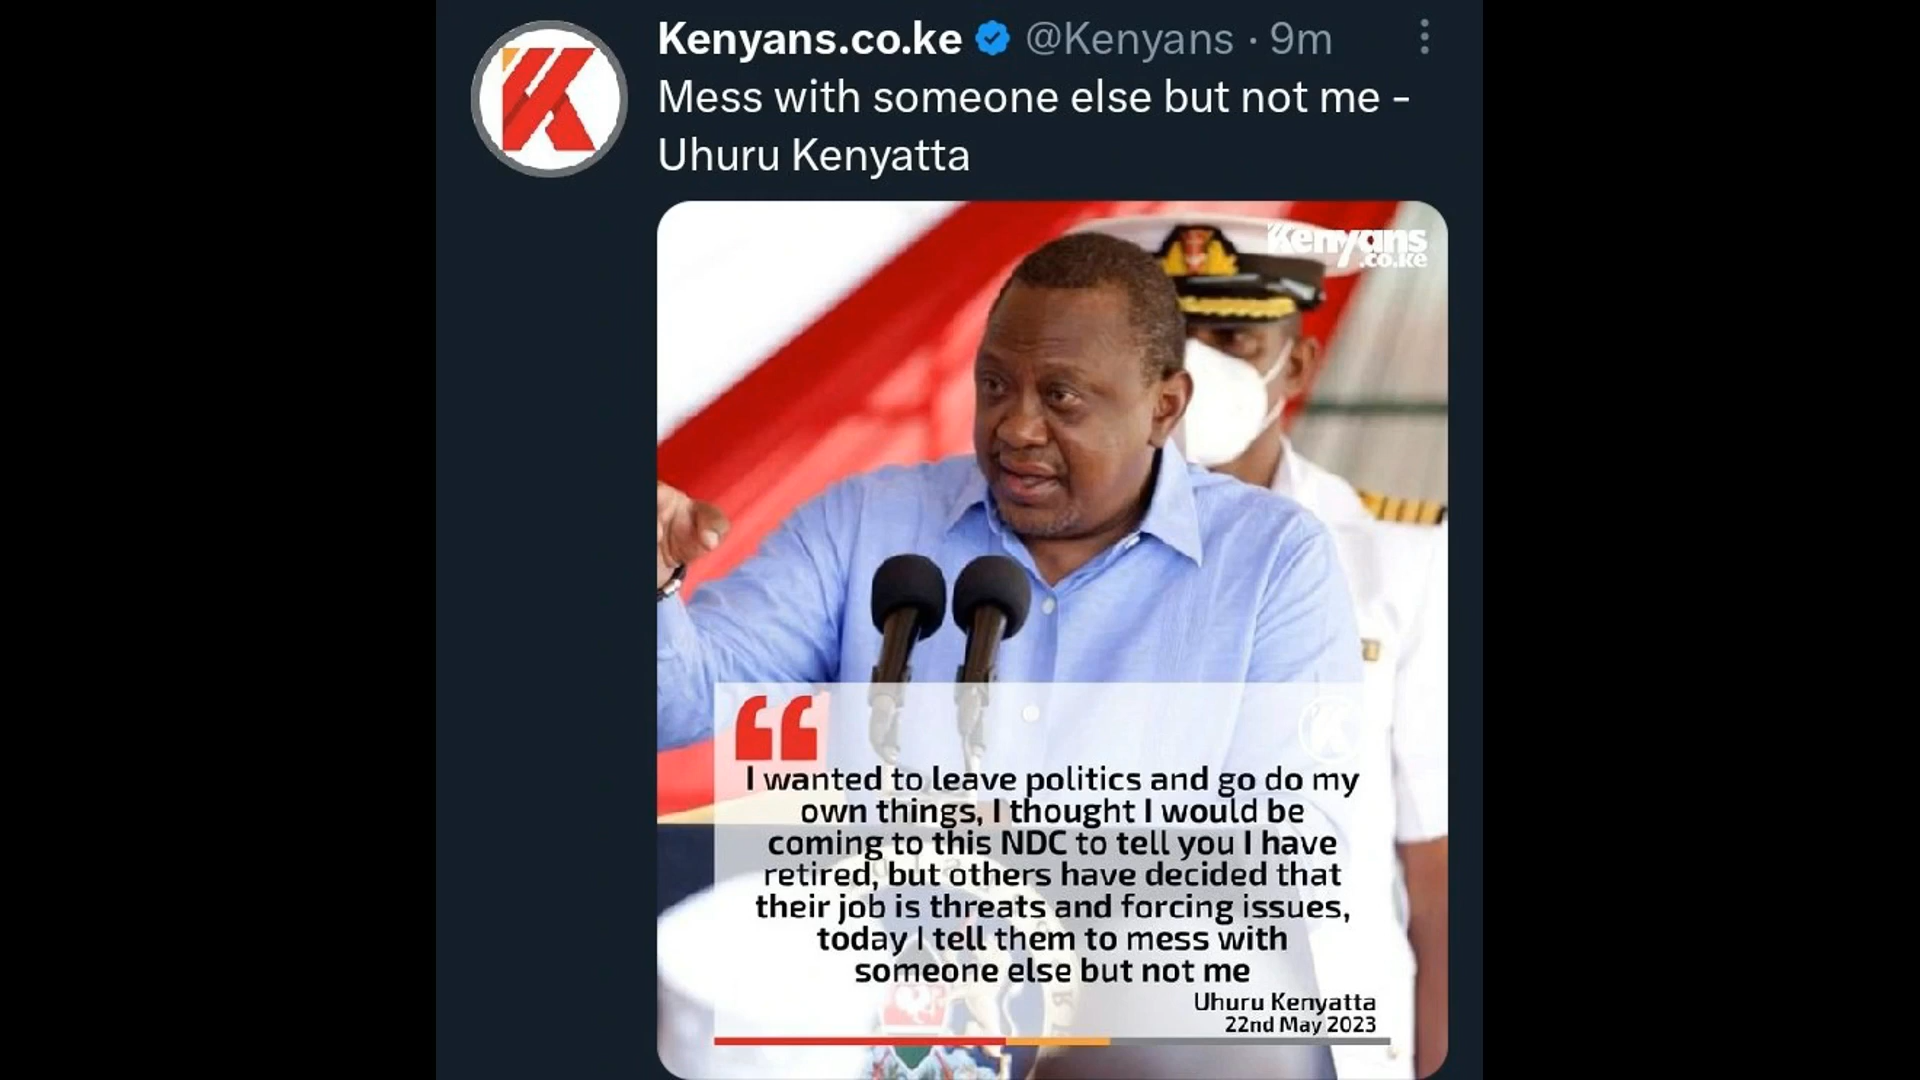 Kenyans.co.ke @Kenyans · 9m
Mess with someone else but not me -
Uhuru Kenyatta
Kenyans
.co.ke
I wanted to leave politics and go do my
own things, I thought I would be
coming to this NDC to tell you I have
retired, but others have decided that
their job is threats and forcing issues,
today I tell them to mess with
someone else but not me
Uhuru Kenyatta
22nd May 2023